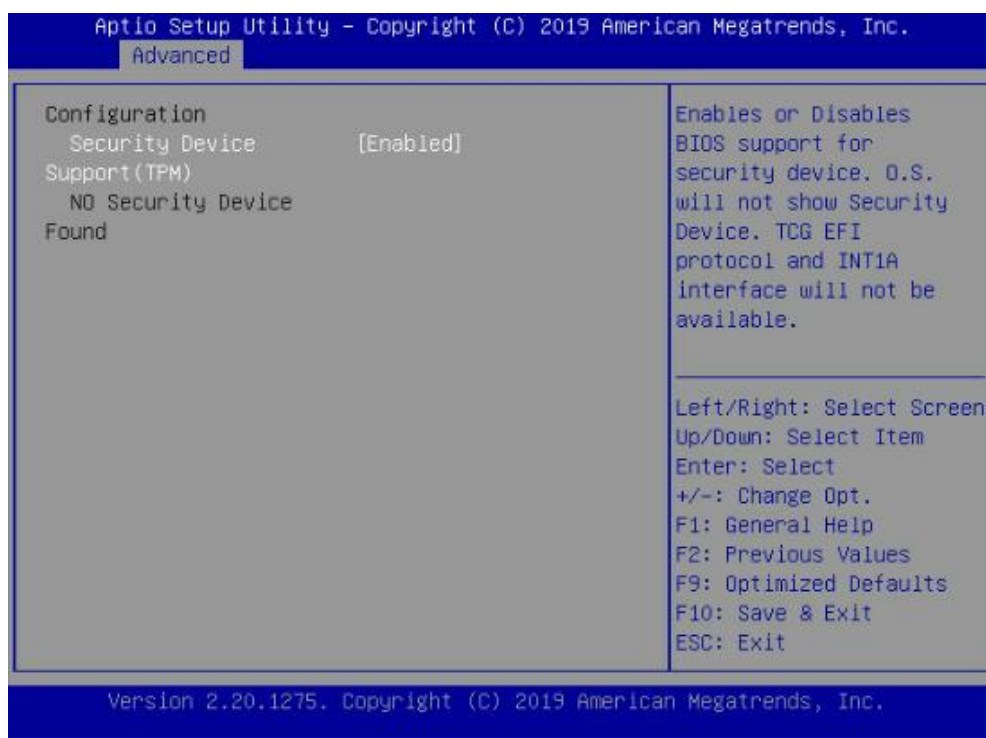 Aptio Setup Utility – Copyright (C) 2019 American Megatrends, Inc.
Advanced
Configuration
Security Device [Enabled]
Support(TPM)
NO Security Device
Found
Enables or Disables
BIOS support for
security device. O.S.
will not show Security
Device. TCG EFI
protocol and INT1A
interface will not be
available.
Left/Right: Select Screen
Up/Down: Select Item
Enter: Select
+/-: Change Opt.
F1: General Help
F2: Previous Values
F9: Optimized Defaults
F10: Save & Exit
ESC: Exit
Version 2.20.1275. Copyright (C) 2019 American Megatrends, Inc.